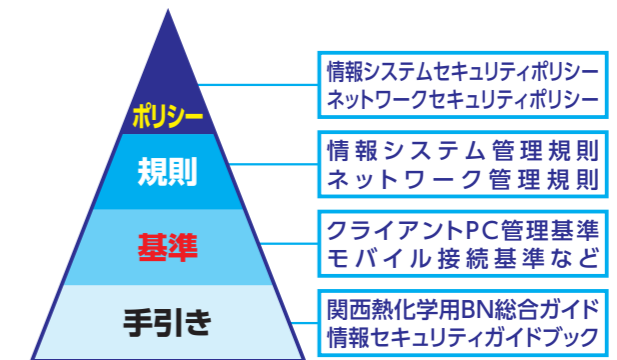 情報システムセキュリティポリシー
ネットワークセキュリティポリシー
ポリシー
情報システム管理規則
ネットワーク管理規則
規則
クライアントPC管理基準
モバイル接続基準など
基準
関西熱化学用BN総合ガイド
情報セキュリティガイドブック
手引き